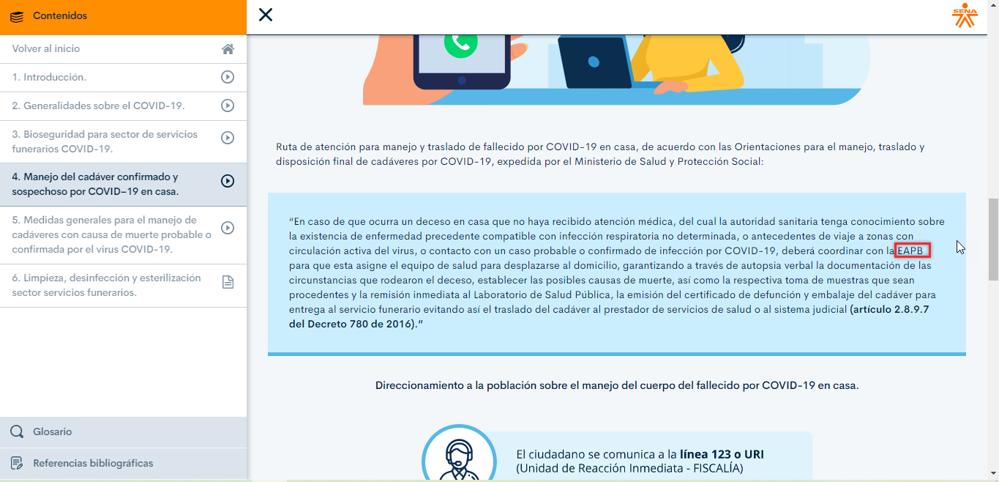 Contenidos
Volver al inicio
1. Introducción.
2. Generalidades sobre el COVID-19.
3. Bioseguridad para sector de servicios
funerarios COVID-19.
4. Manejo del cadáver confirmado y
sospechoso por COVID–19 en casa.
5. Medidas generales para el manejo de
cadáveres con causa de muerte probable o
confirmada por el virus COVID-19.
6. Limpieza, desinfección y esterilización
sector servicios funerarios.
Glosario
Referencias bibliográficas
SENA
Ruta de atención para manejo y traslado de fallecido por COVID-19 en casa, de acuerdo con las Orientaciones para el manejo, traslado y
disposición final de cadáveres por COVID-19, expedida por el Ministerio de Salud y Protección Social:
“En caso de que ocurra un deceso en casa que no haya recibido atención médica, del cual la autoridad sanitaria tenga conocimiento sobre
la existencia de enfermedad precedente compatible con infección respiratoria no determinada, o antecedentes de viaje a zonas con
circulación activa del virus, o contacto con un caso probable o confirmado de infección por COVID-19, deberá coordinar con la EAPB
para que esta asigne el equipo de salud para desplazarse al domicilio, garantizando a través de autopsia verbal la documentación de las
circunstancias que rodearon el deceso, establecer las posibles causas de muerte, así como la respectiva toma de muestras que sean
procedentes y la remisión inmediata al Laboratorio de Salud Pública, la emisión del certificado de defunción y embalaje del cadáver para
entrega al servicio funerario evitando así el traslado del cadáver al prestador de servicios de salud o al sistema judicial (artículo 2.8.9.7
del Decreto 780 de 2016).”
Direccionamiento a la población sobre el manejo del cuerpo del fallecido por COVID-19 en casa.
El ciudadano se comunica a la línea 123 o URI
(Unidad de Reacción Inmediata - FISCALÍA)